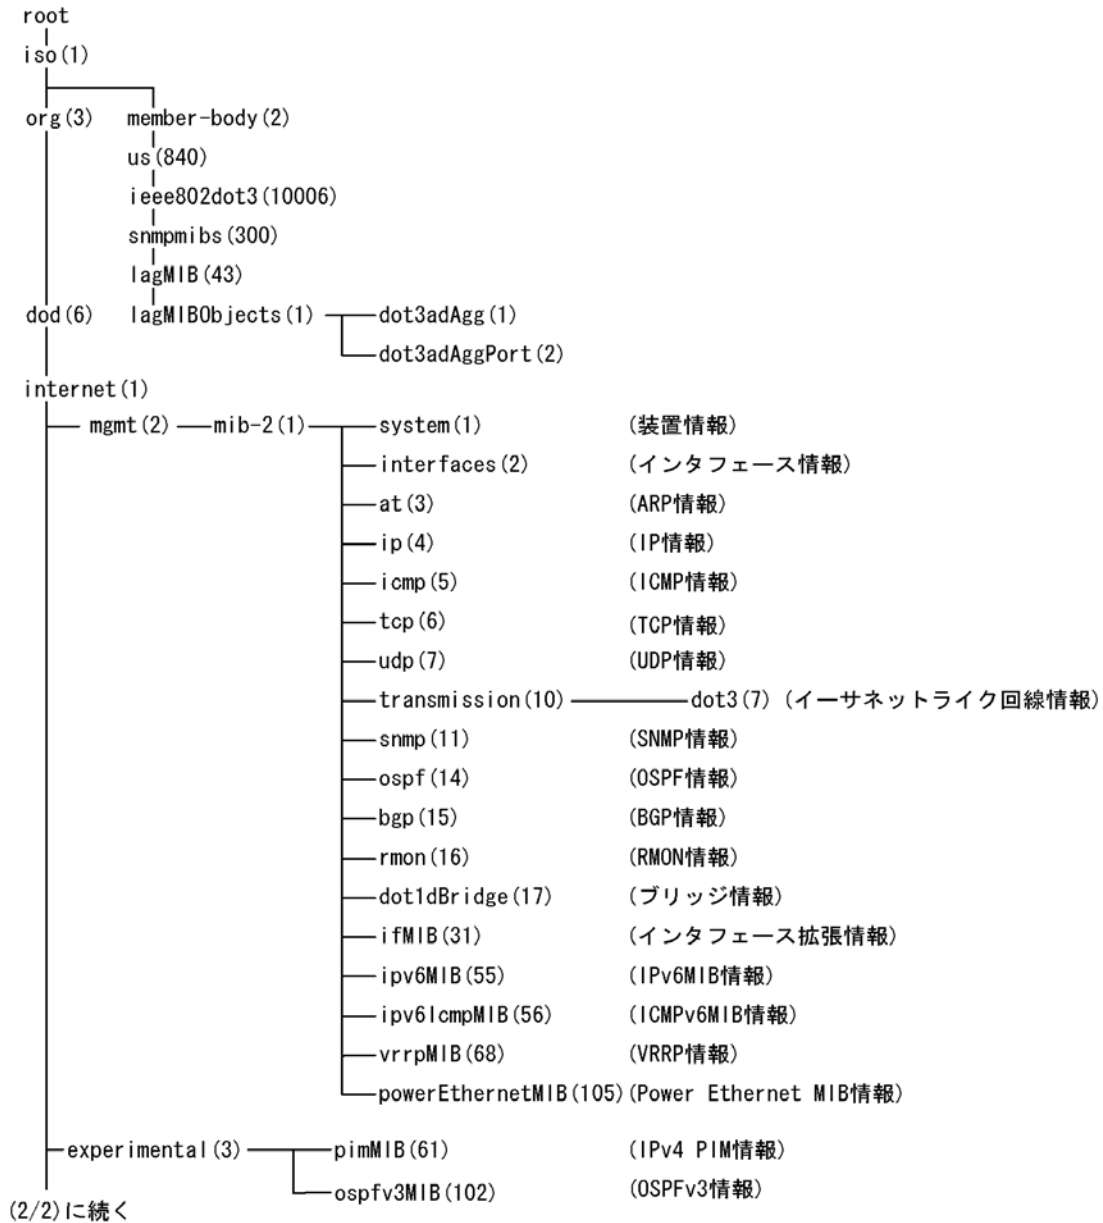 root
iso(1)
org(3) member-body(2)
us(840)
ieee802dot3(10006)
snmpmibs(300)
lagMIB(43)
dod(6) lagMIBObjects(1) dot3adAgg(1)
dot3adAggPort(2)
internet(1)
mgmt(2) mib-2(1) system(1) (装置情報)
interfaces(2) (インタフェース情報)
at(3) (ARP情報)
ip(4) (IP情報)
icmp(5) (ICMP情報)
tcp(6) (TCP情報)
udp(7) (UDP情報)
transmission(10) dot3(7) (イーサネットライク回線情報)
snmp(11) (SNMP情報)
ospf(14) (OSPF情報)
bgp(15) (BGP情報)
rmon(16) (RMON情報)
dot1dBridge(17) (ブリッジ情報)
ifMIB(31) (インタフェース拡張情報)
ipv6MIB(55) (IPv6MIB情報)
ipv6IcmpMIB(56) (ICMPv6MIB情報)
vrrpMIB(68) (VRRP情報)
powerEthernetMIB(105) (Power Ethernet MIB情報)
experimental(3) pimMIB(61) (IPv4 PIM情報)
ospfv3MIB(102) (OSPFv3情報)
(2/2)に続く